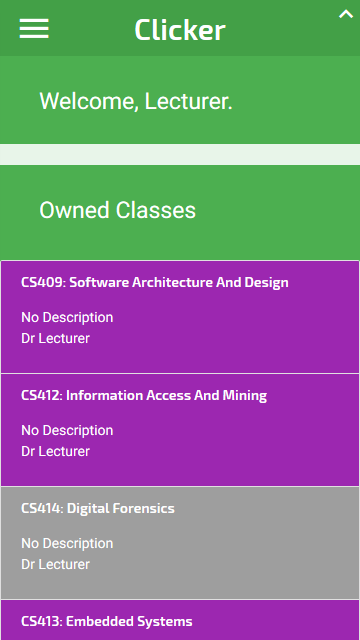 Clicker
Welcome, Lecturer.
Owned Classes
CS409: Software Architecture And Design
No Description
Dr Lecturer
CS412: Information Access And Mining
No Description
Dr Lecturer
CS414: Digital Forensics
No Description
Dr Lecturer
CS413: Embedded Systems